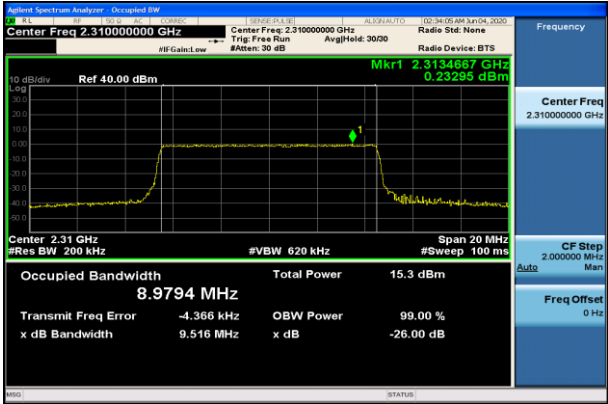 Agilent Spectrum Analyzer - Occupied BW
RL RF 50 Ω AC CORREC SENSE:PULSE ALIGN AUTO 02:34:05 AM Jun 04, 2020
Center Freq 2.310000000 GHz Center Freq: 2.310000000 GHz Radio Std: None Frequency
Trig: Free Run Avg|Hold: 30/30
#IFGain:Low #Atten: 30 dB Radio Device: BTS
Mkr1 2.3134667 GHz
10 dB/div Ref 40.00 dBm 0.23295 dBm
Log
30.0
20.0
10.0
0.00
-10.0
-20.0
-30.0
-40.0
-50.0
1
Center Freq
2.310000000 GHz
Center 2.31 GHz Span 20 MHz
#Res BW 200 kHz #VBW 620 kHz #Sweep 100 ms
CF Step
2.000000 MHz
Auto Man
Occupied Bandwidth Total Power 15.3 dBm
8.9794 MHz
Freq Offset
0 Hz
Transmit Freq Error -4.366 kHz OBW Power 99.00 %
x dB Bandwidth 9.516 MHz x dB -26.00 dB
MSG STATUS